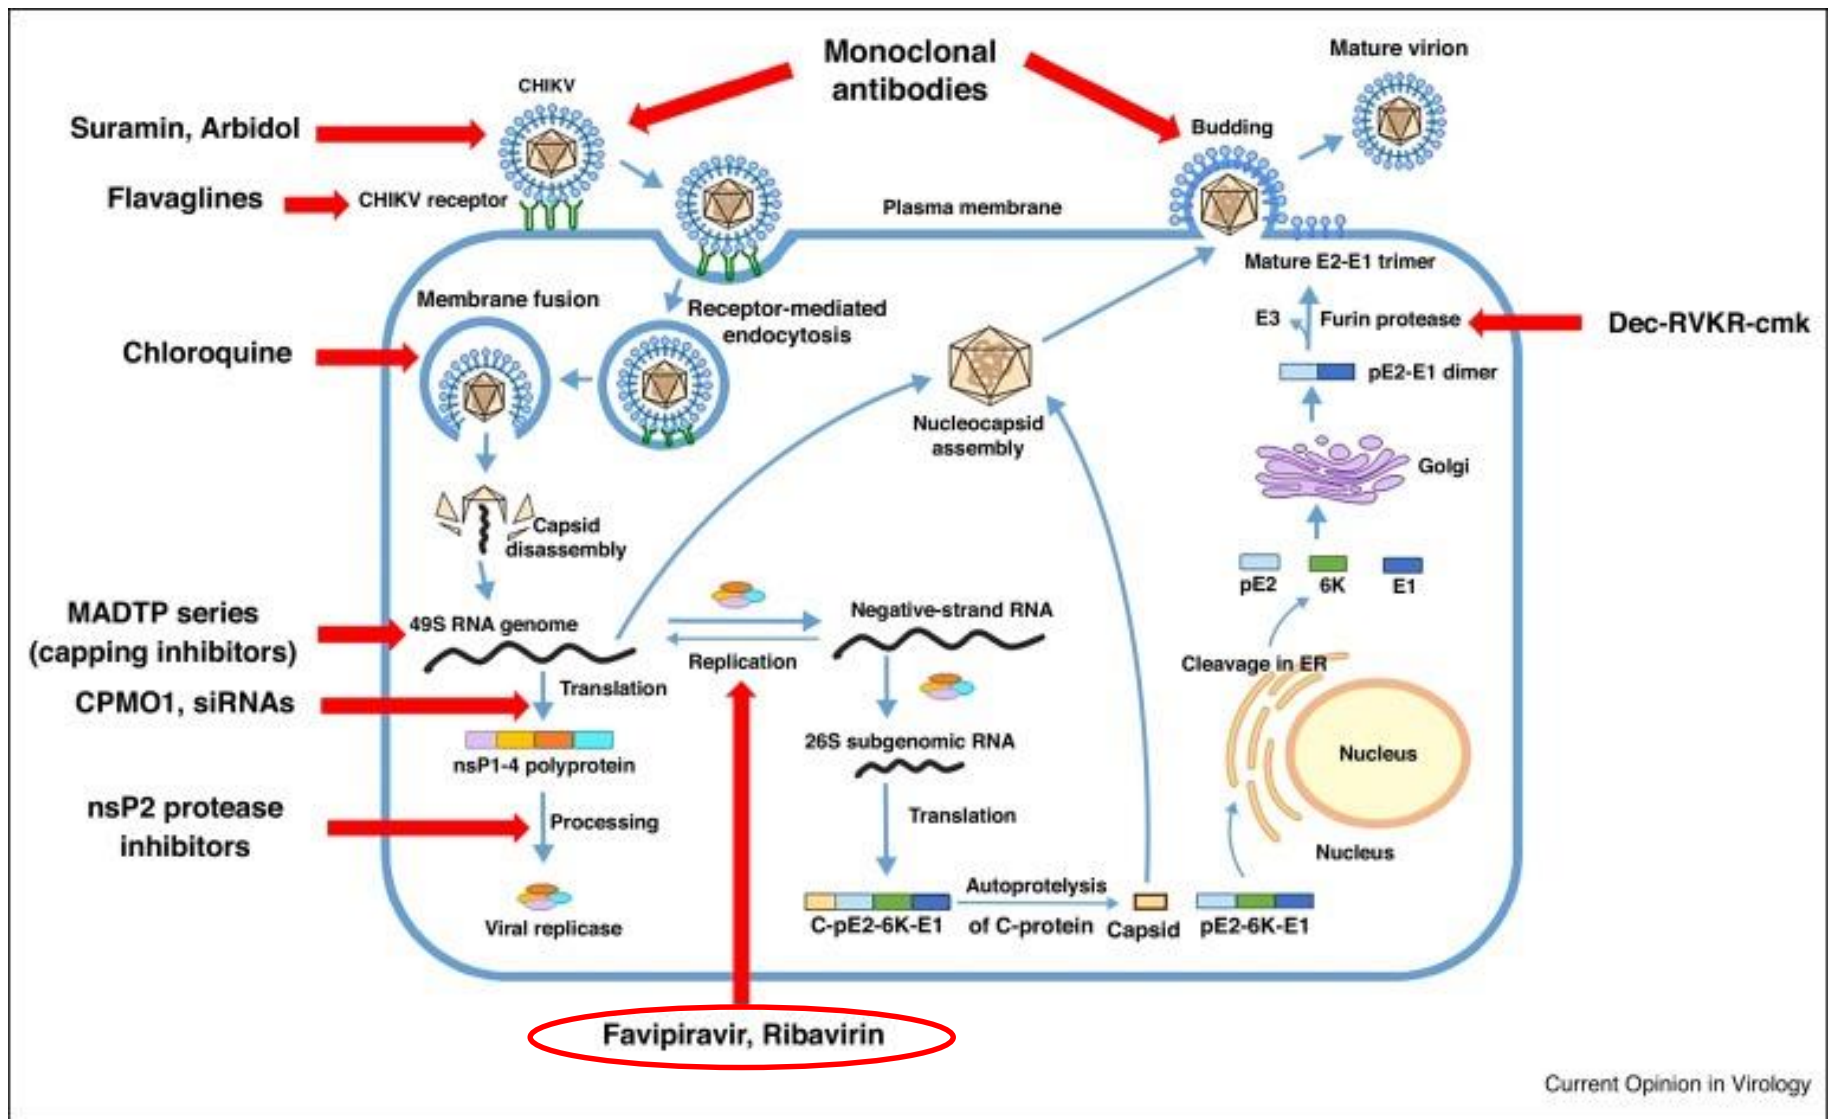 Monoclonal
antibodies
Mature virion
CHIKV
Suramin, Arbidol
Budding
Flavaglines
CHIKV receptor
Plasma membrane
Mature E2-E1 trimer
Membrane fusion
Receptor-mediated
endocytosis
E3
Furin protease
Dec-RVKR-cmk
Chloroquine
pE2-E1 dimer
Nucleocapsid
assembly
Golgi
Capsid
disassembly
pE2
6K
E1
MADTP series
(capping inhibitors)
49S RNA genome
Negative-strand RNA
Replication
Cleavage in ER
CPMO1, siRNAs
Translation
nsP1-4 polyprotein
26S subgenomic RNA
Nucleus
nsP2 protease
inhibitors
Processing
Translation
Nucleus
Viral replicase
C-pE2-6K-E1
Autoprotelysis
of C-protein
Capsid
pE2-6K-E1
Favipiravir, Ribavirin
Current Opinion in Virology